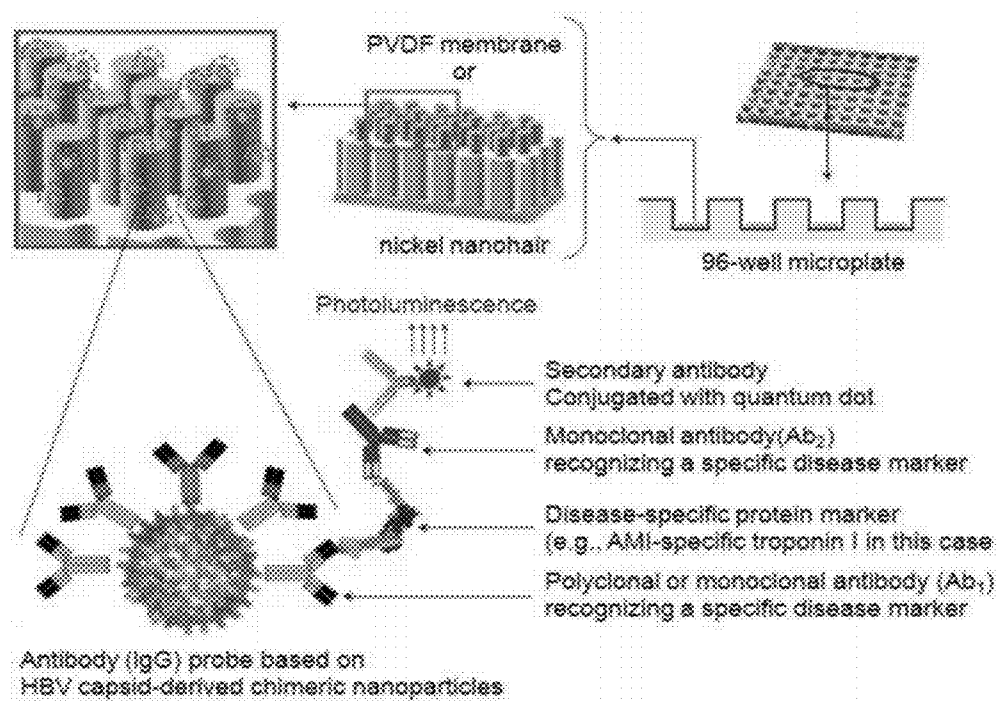 PVDF membrane
or
nickel nanohair
96-well microplate
Photoluminescence
Secondary antibody
Conjugated with quantum dot
Monoclonal antibody(Ab₂)
recognizing a specific disease marker
Disease-specific protein marker
(e.g., AMI-specific troponin I in this case
Polyclonal or monoclonal antibody (Ab₁)
recognizing a specific disease marker
Antibody (IgG) probe based on
HBV capsid-derived chimeric nanoparticles